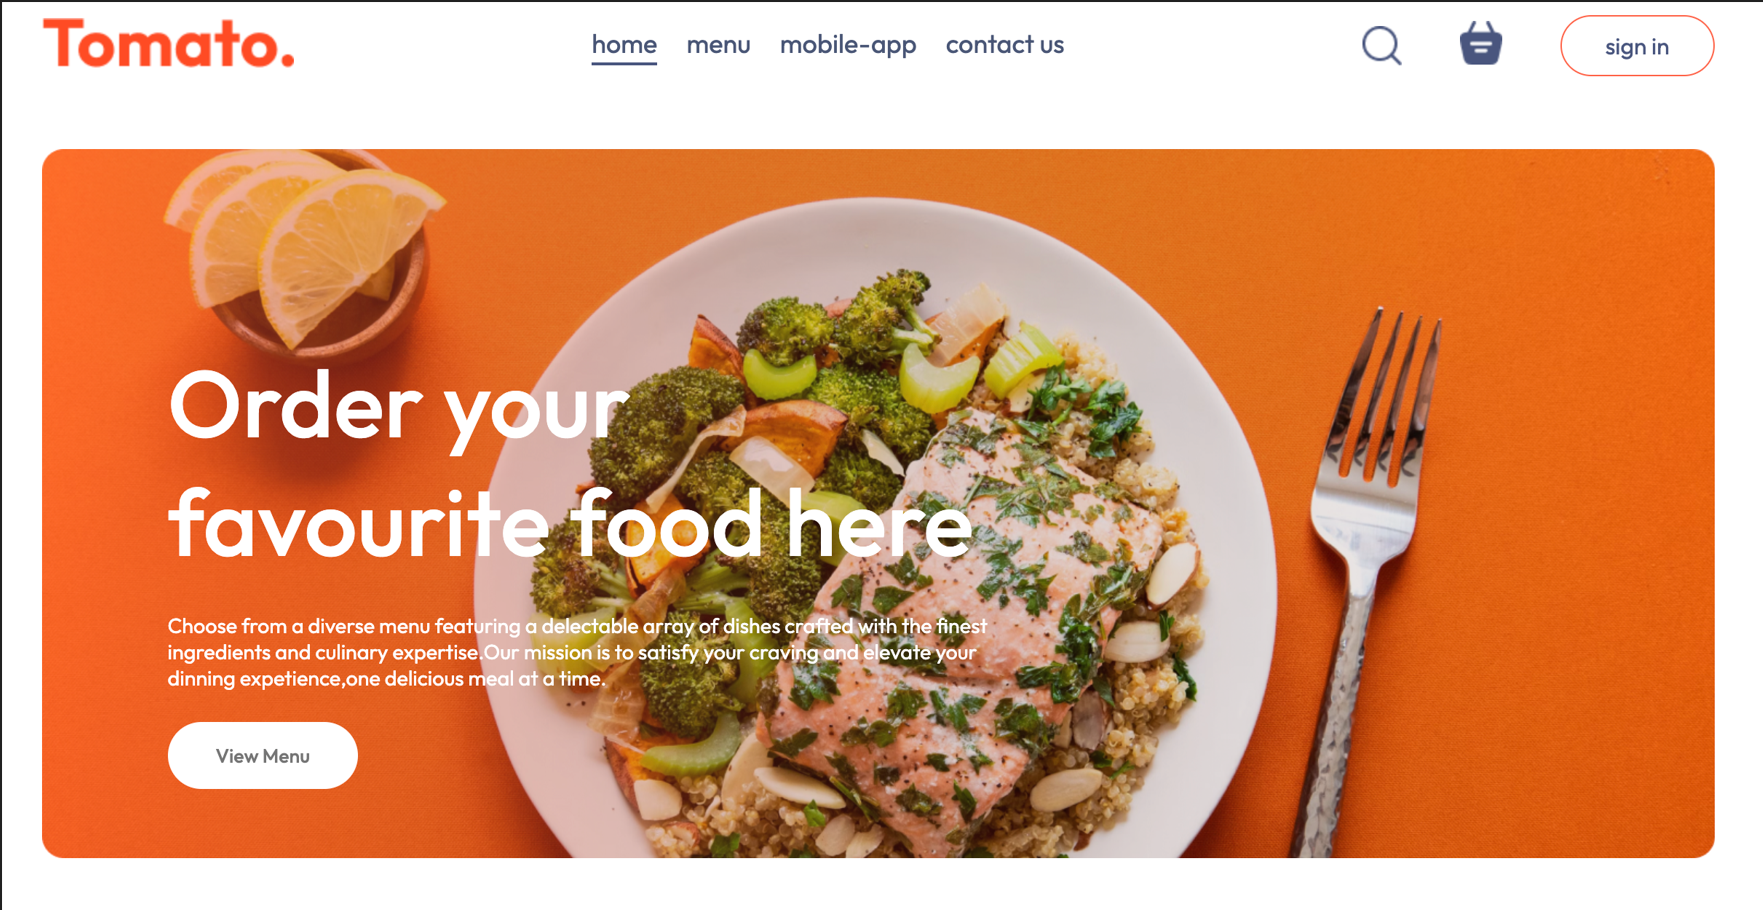 Tomato.
home menu mobile-app contact us
sign in
Order your
favourite food here
Choose from a diverse menu featuring a delectable array of dishes crafted with the finest
ingredients and culinary expertise.Our mission is to satisfy your craving and elevate your
dinning expetience,one delicious meal at a time.
View Menu